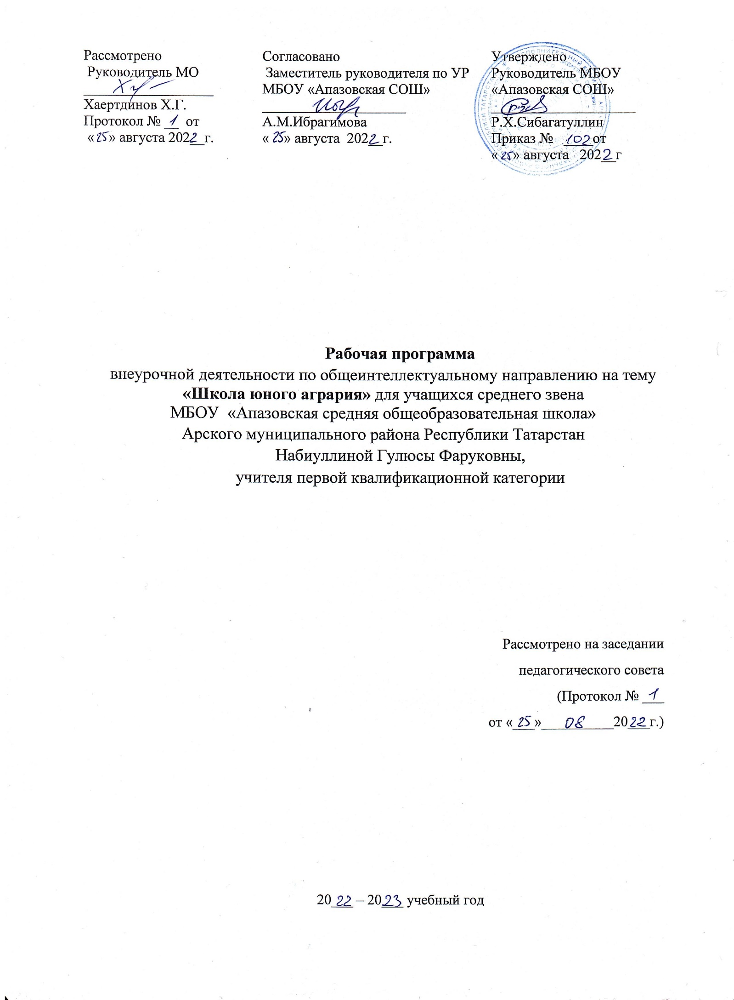 Рассмотрено
Руководитель МО
Хаертдинов Х.Г.
Протокол № 1 от
«25» августа 2022 г.
Согласовано
Заместитель руководителя по УР
МБОУ «Апазовская СОШ»
А.М.Ибрагимова
«25» августа 2022 г.
Утверждено
Руководитель МБОУ
«Апазовская СОШ»
Р.Х.Сибагатуллин
Приказ № 102 от
«25» августа 2022 г
Рабочая программа
внеурочной деятельности по общеинтеллектуальному направлению на тему
«Школа юного агрария» для учащихся среднего звена
МБОУ «Апазовская средняя общеобразовательная школа»
Арского муниципального района Республики Татарстан
Набиуллиной Гулюсы Фаруковны,
учителя первой квалификационной категории
Рассмотрено на заседании
педагогического совета
(Протокол № 1
от «25» 08 2022 г.)
2022 – 2023 учебный год